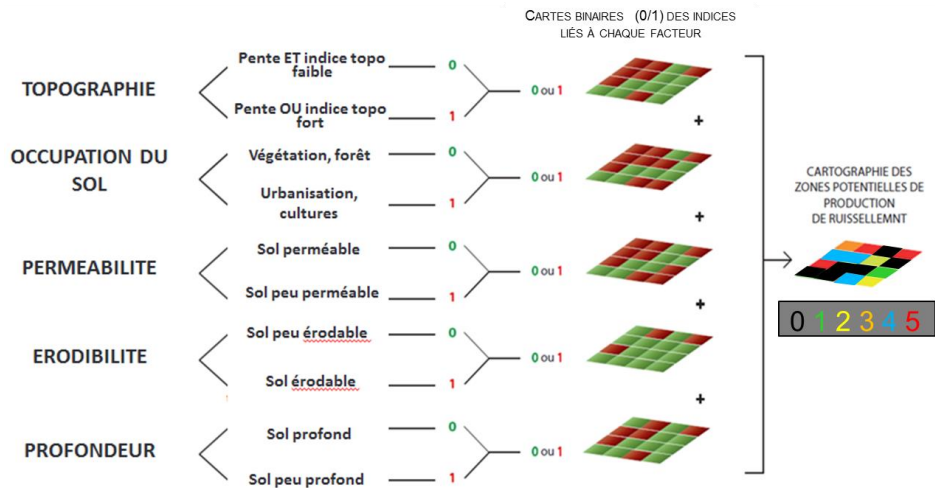 CARTES BINAIRES (0/1) DES INDICES
LIÉS À CHAQUE FACTEUR
TOPOGRAPHIE
Pente ET indice topo
faible
0
Pente OU indice topo
fort
1
0 ou 1
+
OCCUPATION DU
SOL
Végétation, forêt
0
Urbanisation,
cultures
1
0 ou 1
+
PERMEABILITE
Sol perméable
0
Sol peu perméable
1
0 ou 1
+
ERODIBILITE
Sol peu érodable
0
Sol érodable
1
0 ou 1
+
PROFONDEUR
Sol profond
0
Sol peu profond
1
0 ou 1
CARTOGRAPHIE DES
ZONES POTENTIELLES DE
PRODUCTION
DE RUISSELLEMNT
0 1 2 3 4 5